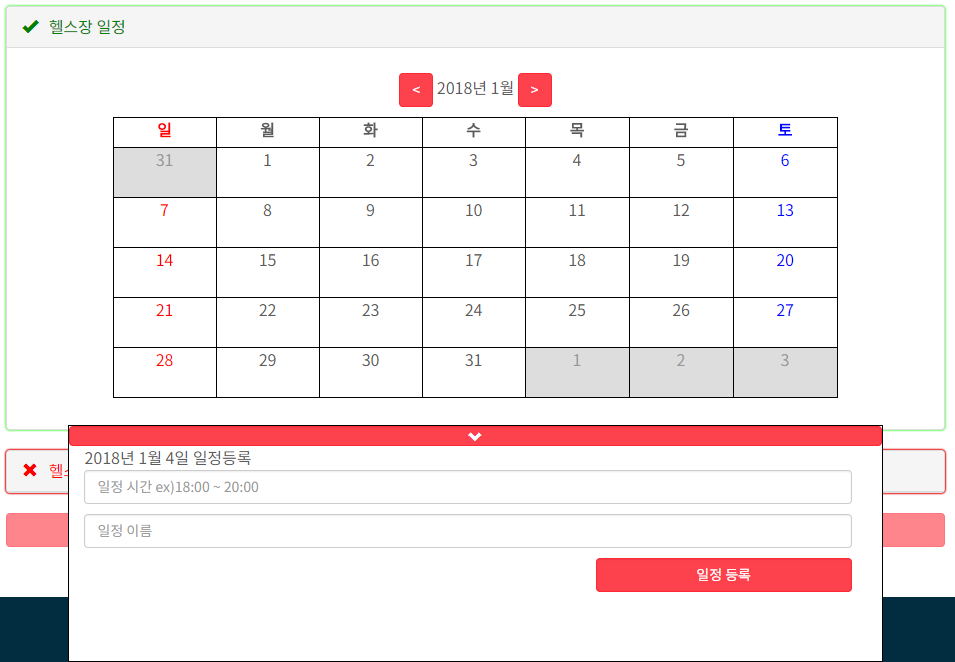 헬스장 일정
< 2018년 1월 >
일 월 화 수 목 금 토
31 1 2 3 4 5 6
7 8 9 10 11 12 13
14 15 16 17 18 19 20
21 22 23 24 25 26 27
28 29 30 31 1 2 3
2018년 1월 4일 일정등록
헬
일정 시간 ex)18:00 ~ 20:00
일정 이름
일정 등록